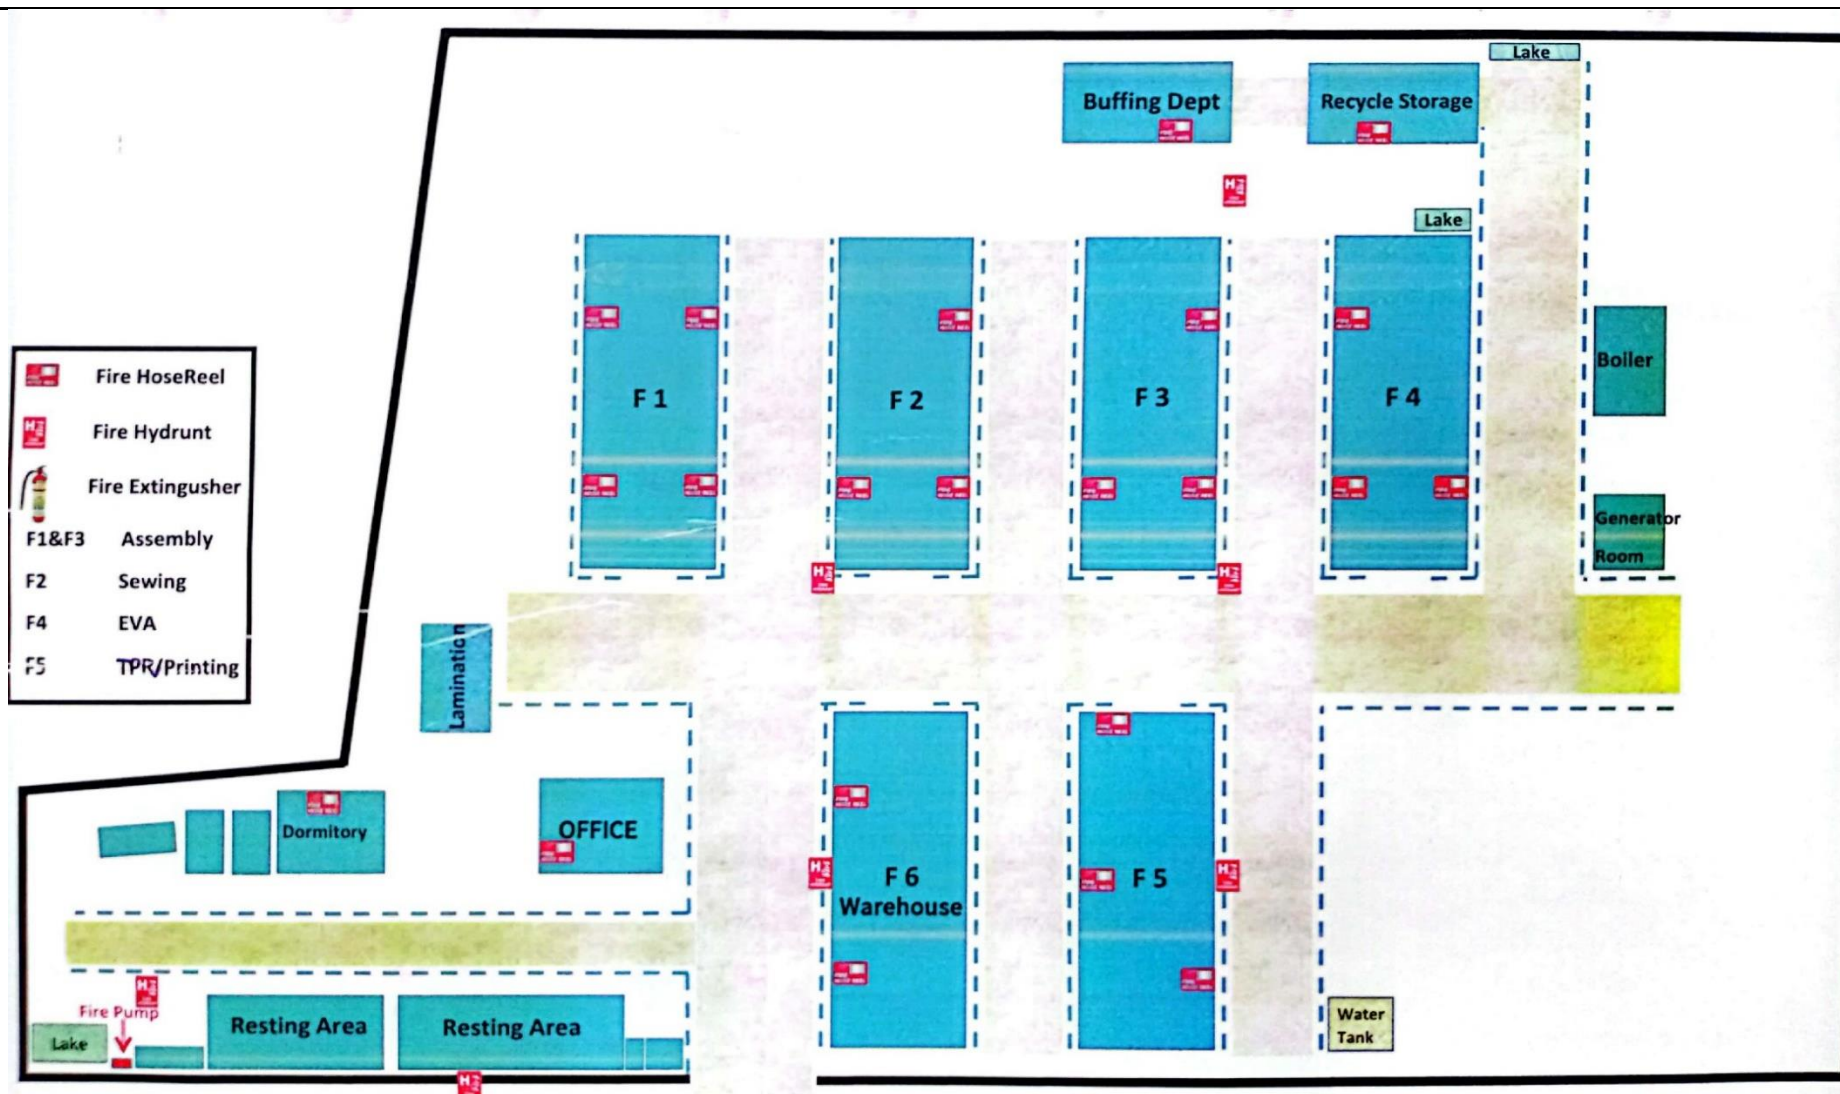 Lake
Buffing Dept
Recycle Storage
Lake
Fire HoseReel
Fire Hydrunt
Fire Extingusher
F1&F3 Assembly
F2 Sewing
F4 EVA
F5 TPR/Printing
F 1
F 2
F 3
F 4
Boiler
Generator
Room
Lamination
Dormitory
OFFICE
F 6
Warehouse
F 5
Fire Pump
Lake
Resting Area
Resting Area
Water
Tank